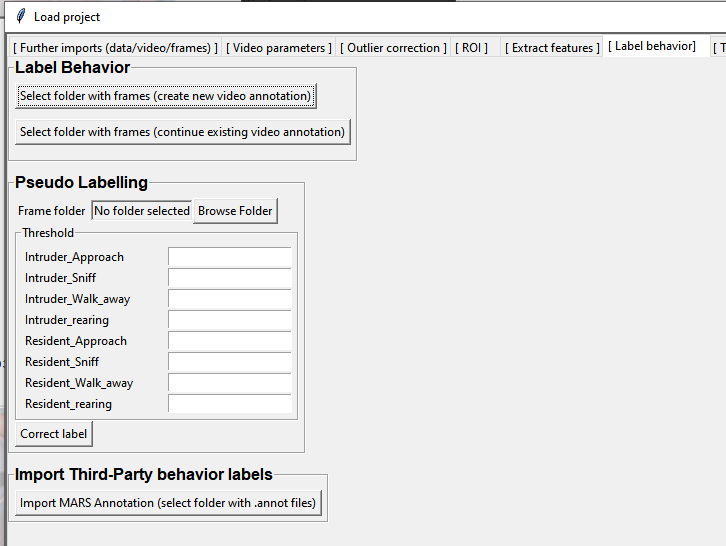 Load project
[ Further imports (data/video/frames) ] [ Video parameters ] [ Outlier correction ] [ ROI ] [ Extract features ] [ Label behavior] [ T
Label Behavior
Select folder with frames (create new video annotation)
Select folder with frames (continue existing video annotation)
Pseudo Labelling
Frame folder No folder selected Browse Folder
Threshold
Intruder_Approach
Intruder_Sniff
Intruder_Walk_away
Intruder_rearing
Resident_Approach
Resident_Sniff
Resident_Walk_away
Resident_rearing
Correct label
Import Third-Party behavior labels
Import MARS Annotation (select folder with .annot files)